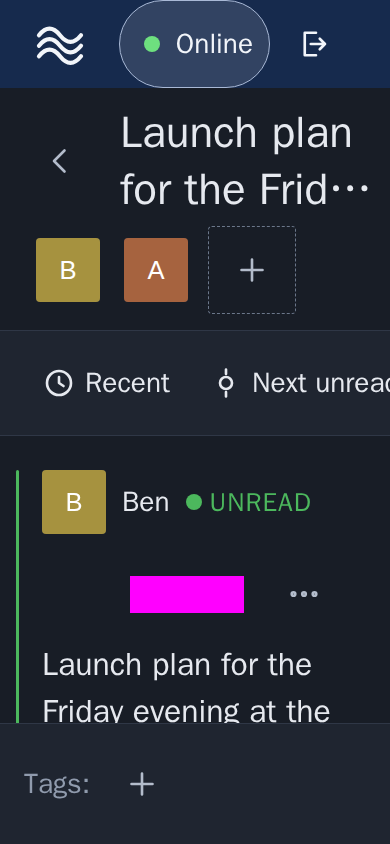 Online
Launch plan
for the Frid…
B A
Recent Next unread
B Ben UNREAD
Launch plan for the
Friday evening at the
Tags: